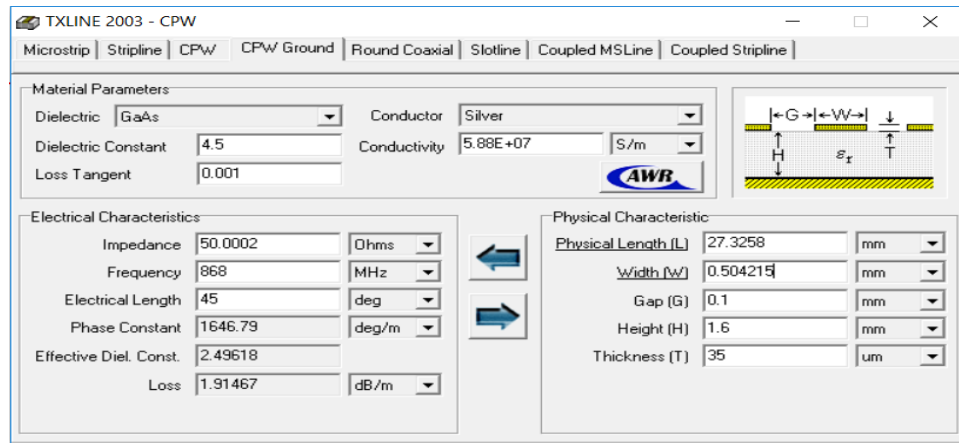 TXLINE 2003 - CPW
Microstrip Stripline CPW CPW Ground Round Coaxial Slotline Coupled MSLine Coupled Stripline
Material Parameters
Dielectric GaAs Conductor Silver
Dielectric Constant 4.5 Conductivity 5.88E+07 S/m
Loss Tangent 0.001 AWR
G W
H εr T
Electrical Characteristics
Impedance 50.0002 Ohms
Frequency 868 MHz
Electrical Length 45 deg
Phase Constant 1646.79 deg/m
Effective Diel. Const. 2.49618
Loss 1.91467 dB/m
Physical Characteristic
Physical Length (L) 27.3258 mm
Width (W) 0.504215 mm
Gap (G) 0.1 mm
Height (H) 1.6 mm
Thickness (T) 35 um